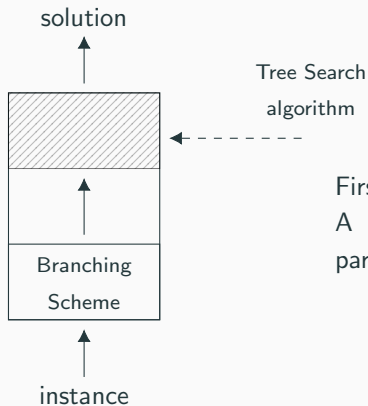 solution
Tree Search
algorithm
A
Branching
Scheme
instance